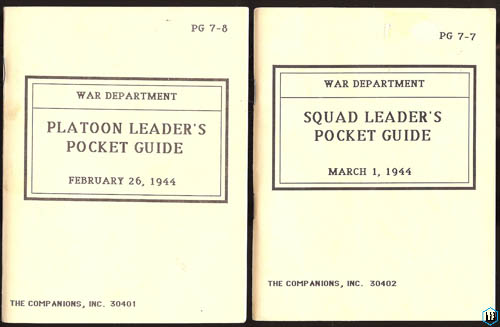 PG 7-8
WAR DEPARTMENT
PLATOON LEADER'S
POCKET GUIDE
FEBRUARY 26, 1944
THE COMPANIONS, INC. 30401
PG 7-7
WAR DEPARTMENT
SQUAD LEADER'S
POCKET GUIDE
MARCH 1, 1944
THE COMPANIONS, INC. 30402